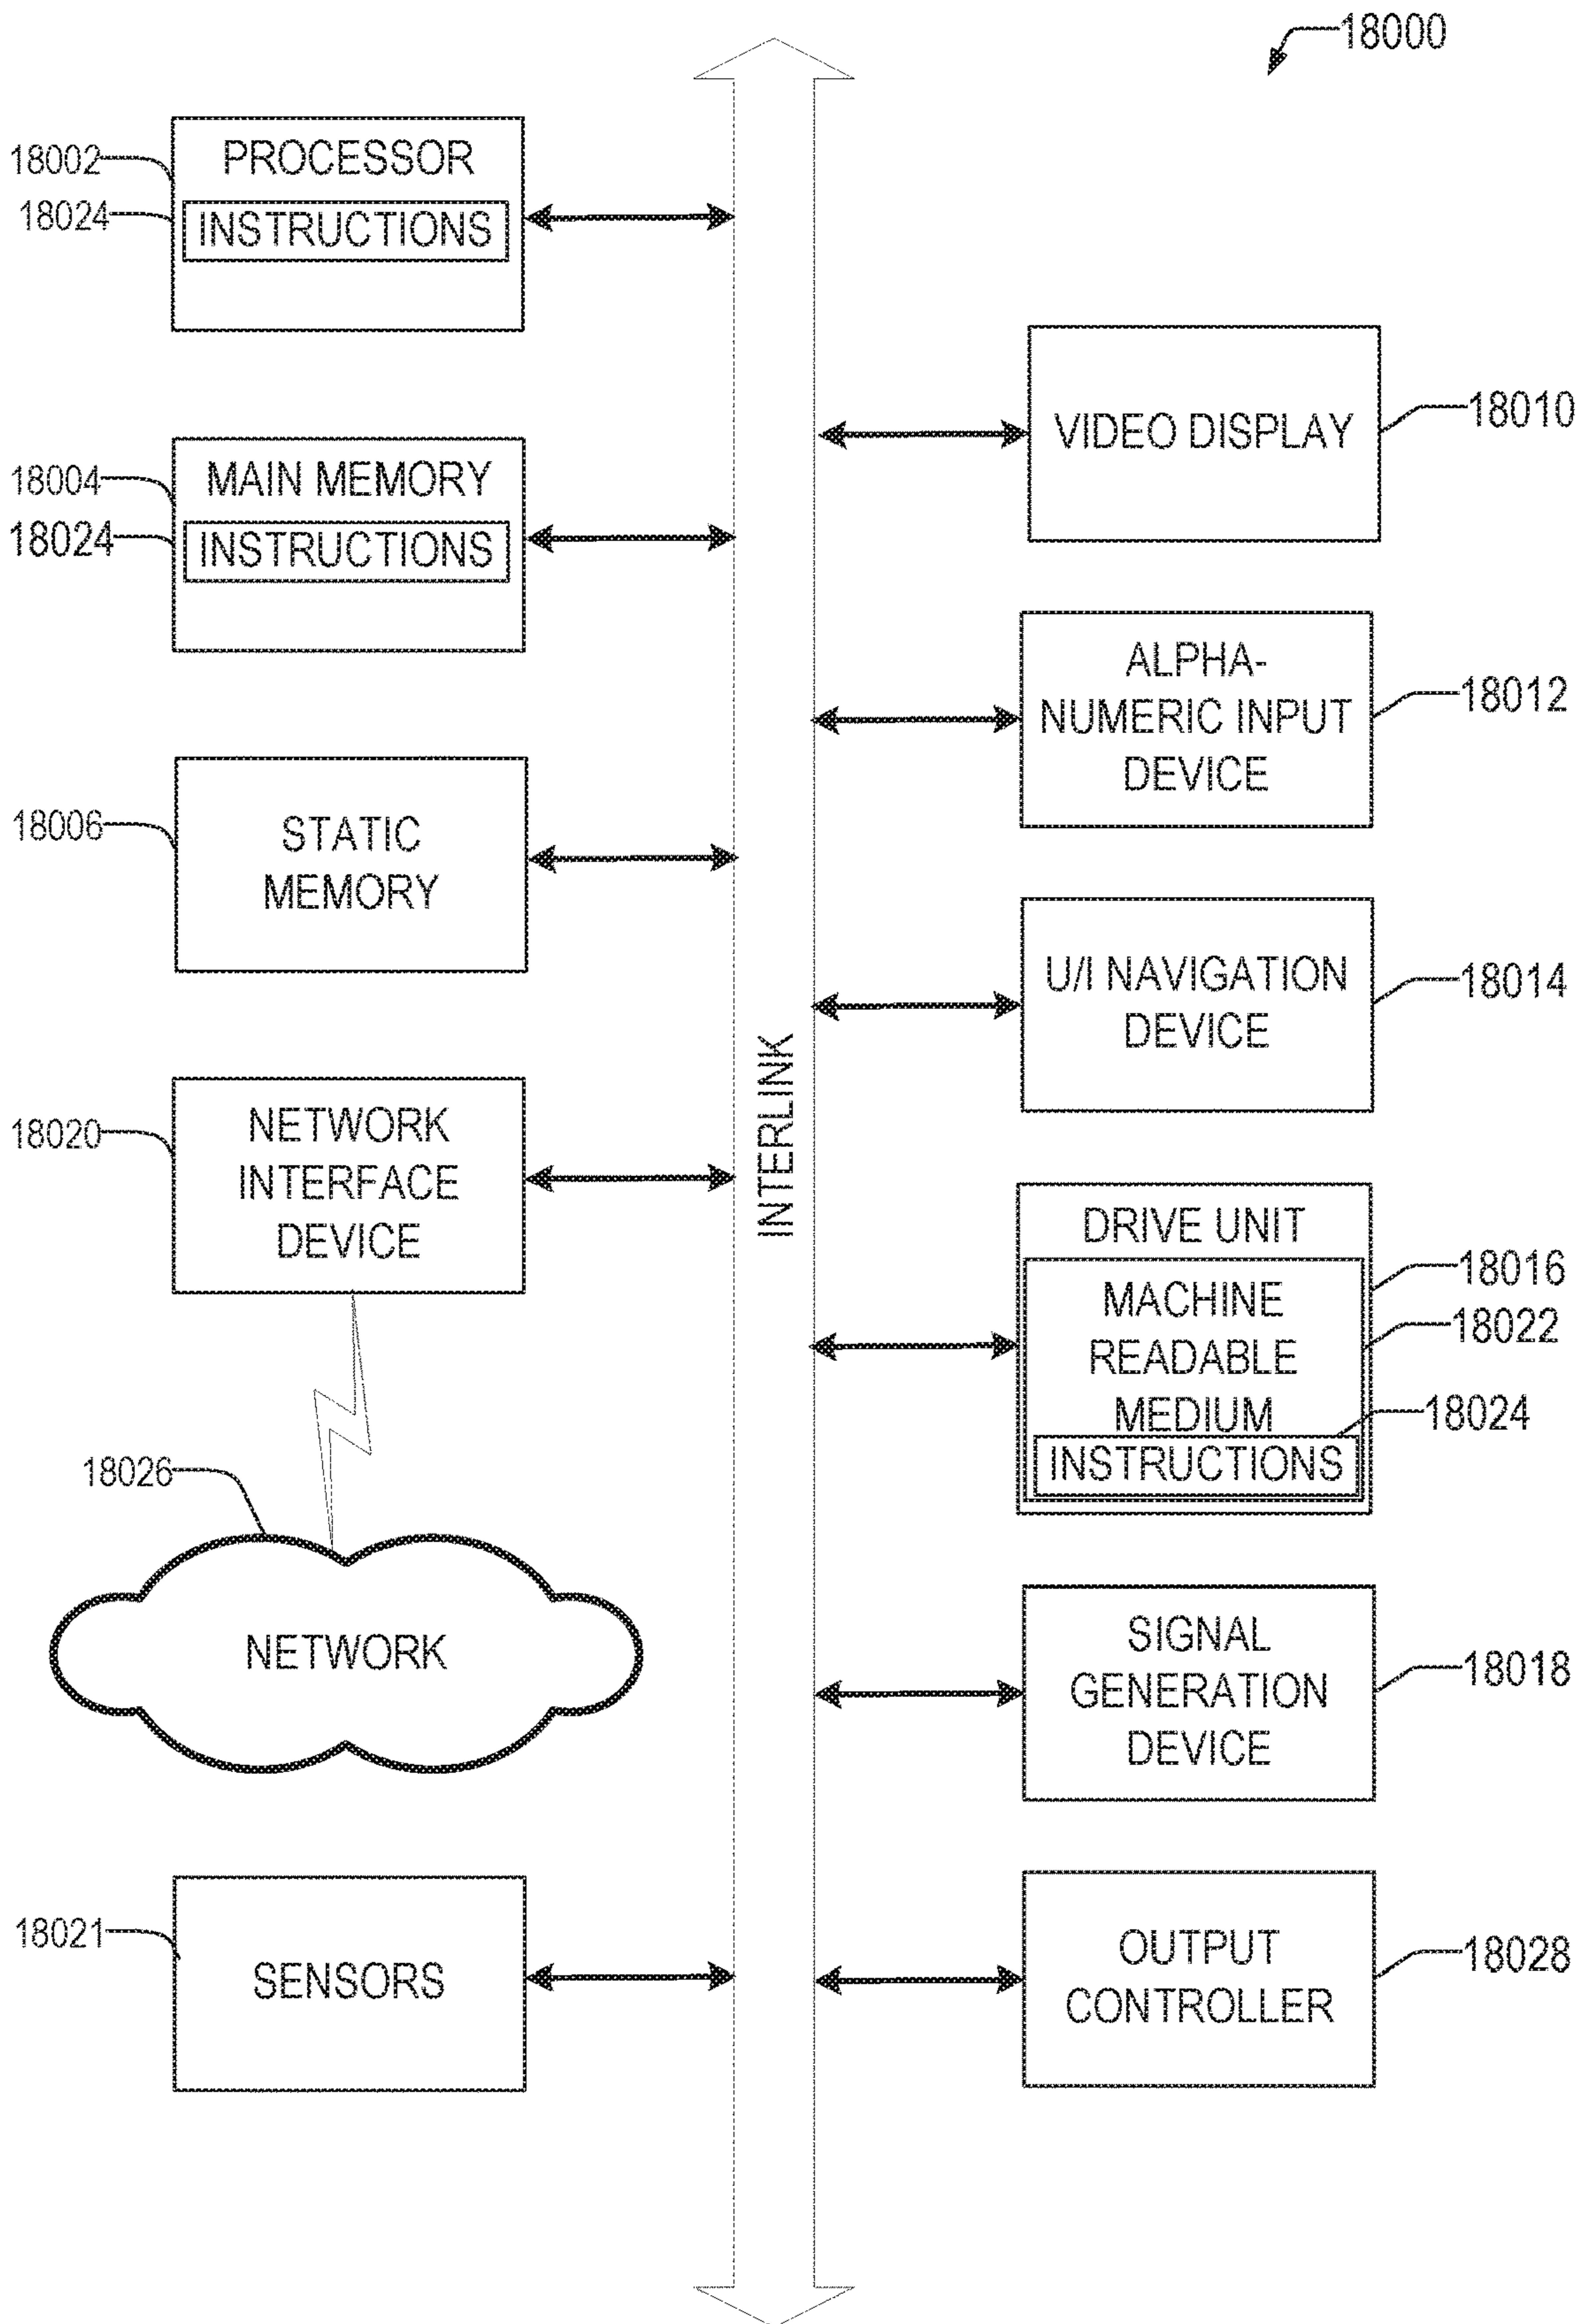 18000
18002
PROCESSOR
18024
INSTRUCTIONS
18004
MAIN MEMORY
18024
INSTRUCTIONS
18006
STATIC
MEMORY
18020
NETWORK
INTERFACE
DEVICE
18026
NETWORK
18021
SENSORS
INTERLINK
VIDEO DISPLAY
18010
ALPHA-
NUMERIC INPUT
DEVICE
18012
U/I NAVIGATION
DEVICE
18014
DRIVE UNIT
18016
MACHINE
READABLE
MEDIUM
18022
18024
INSTRUCTIONS
SIGNAL
GENERATION
DEVICE
18018
OUTPUT
CONTROLLER
18028